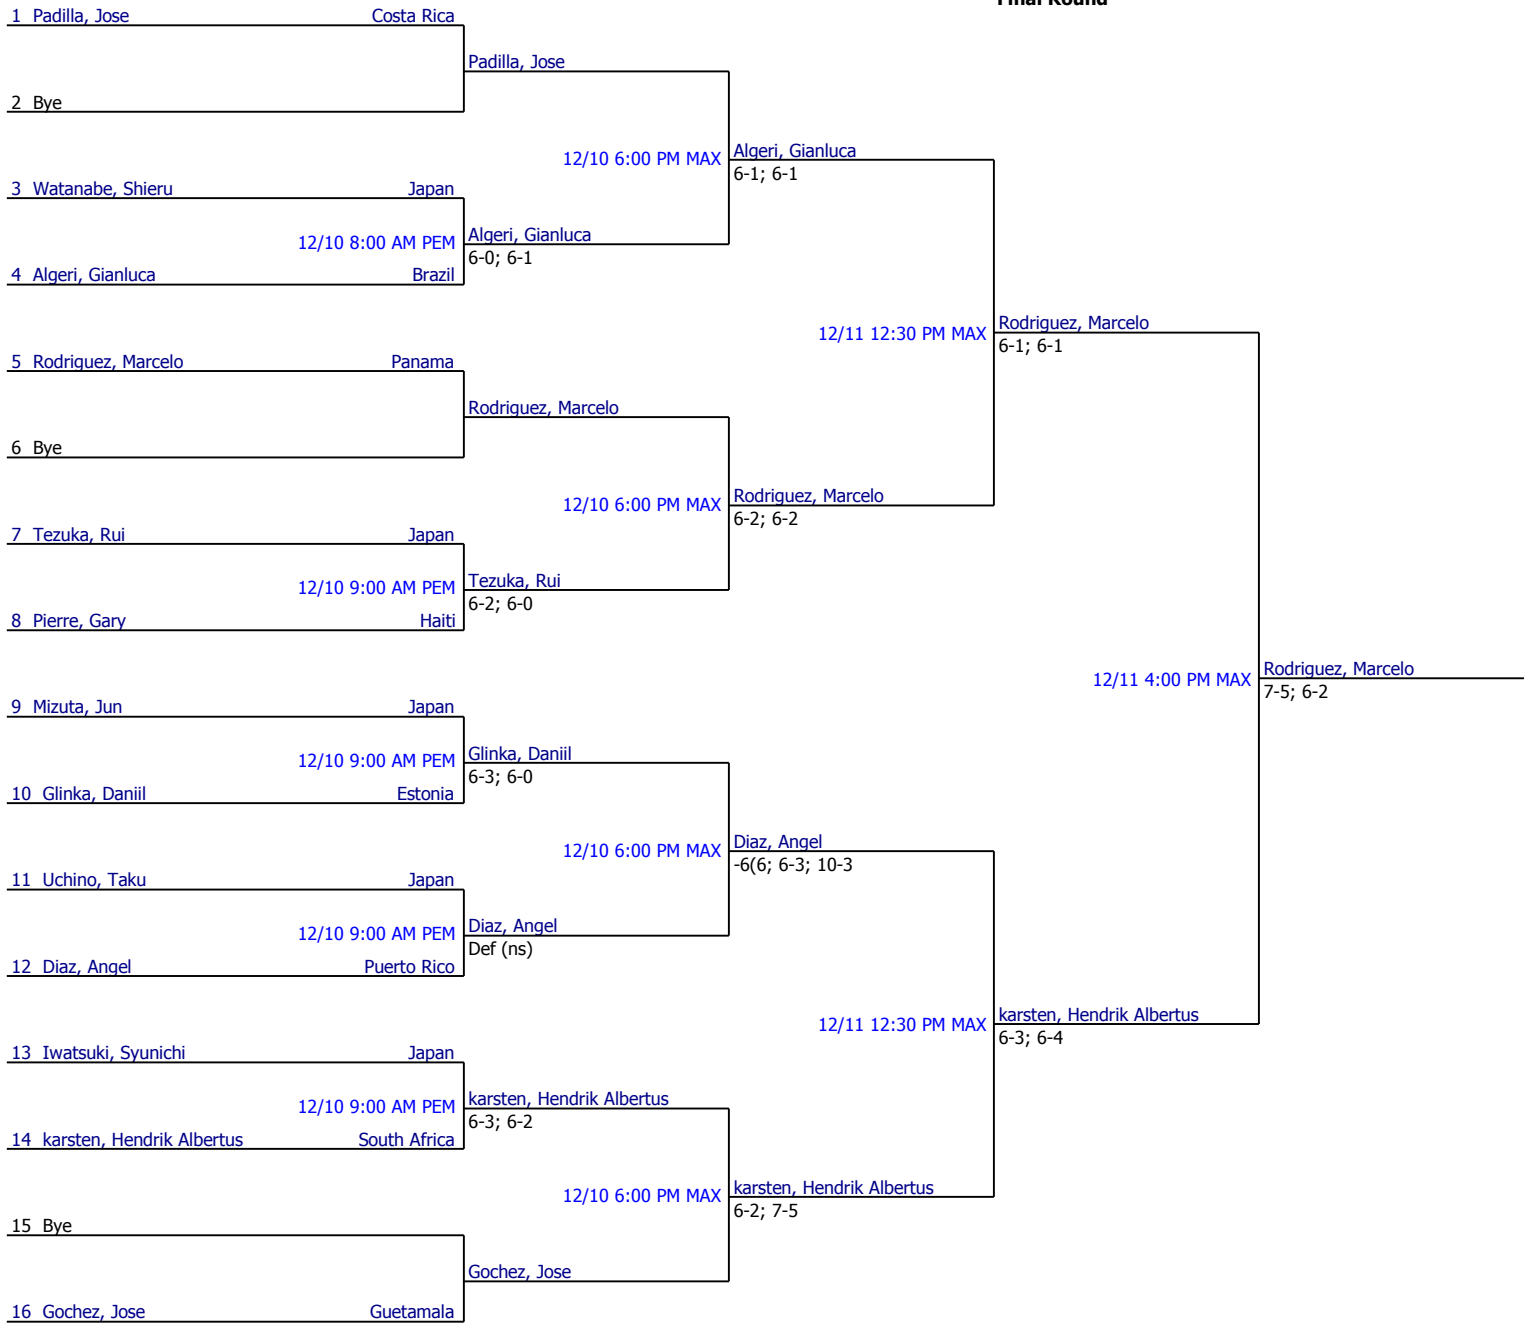 Final Round
1 Padilla, Jose Costa Rica
Padilla, Jose
2 Bye
12/10 6:00 PM MAX
Algeri, Gianluca
6-1; 6-1
3 Watanabe, Shieru Japan
12/10 8:00 AM PEM
Algeri, Gianluca
6-0; 6-1
4 Algeri, Gianluca Brazil
12/11 12:30 PM MAX
Rodriguez, Marcelo
6-1; 6-1
5 Rodriguez, Marcelo Panama
Rodriguez, Marcelo
6 Bye
12/10 6:00 PM MAX
Rodriguez, Marcelo
6-2; 6-2
7 Tezuka, Rui Japan
12/10 9:00 AM PEM
Tezuka, Rui
6-2; 6-0
8 Pierre, Gary Haiti
12/11 4:00 PM MAX
Rodriguez, Marcelo
7-5; 6-2
9 Mizuta, Jun Japan
12/10 9:00 AM PEM
Glinka, Daniil
6-3; 6-0
10 Glinka, Daniil Estonia
12/10 6:00 PM MAX
Diaz, Angel
-6(6; 6-3; 10-3
11 Uchino, Taku Japan
12/10 9:00 AM PEM
Diaz, Angel
Def (ns)
12 Diaz, Angel Puerto Rico
12/11 12:30 PM MAX
karsten, Hendrik Albertus
6-3; 6-4
13 Iwatsuki, Syunichi Japan
12/10 9:00 AM PEM
karsten, Hendrik Albertus
6-3; 6-2
14 karsten, Hendrik Albertus South Africa
12/10 6:00 PM MAX
karsten, Hendrik Albertus
6-2; 7-5
15 Bye
Gochez, Jose
16 Gochez, Jose Guetamala